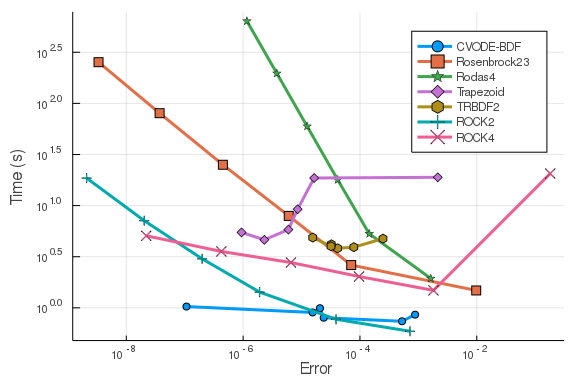 CVODE-BDF
Rosenbrock23
Rodas4
Trapezoid
TRBDF2
ROCK2
ROCK4
Time (s)
10^2.5
10^2.0
10^1.5
10^1.0
10^0.5
10^0.0
10^-8
10^-6
10^-4
10^-2
Error